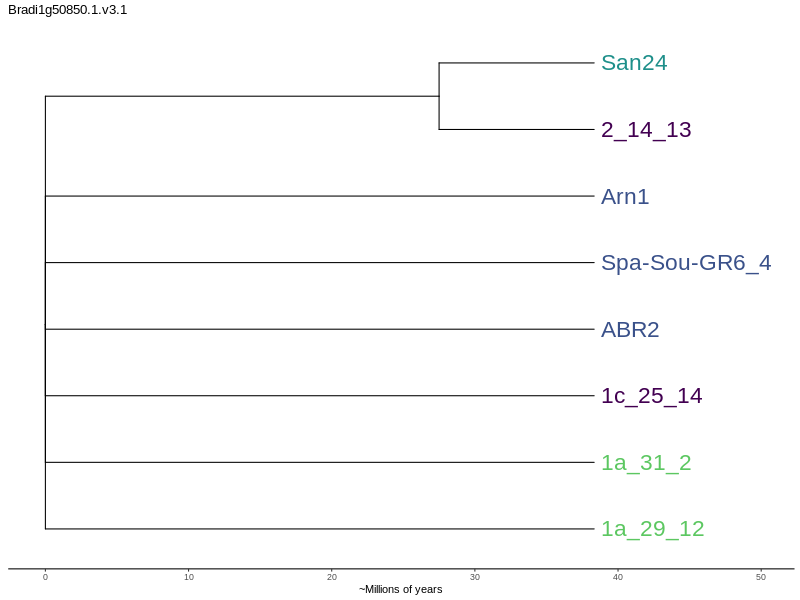 Bradi1g50850.1.v3.1
San24
2_14_13
Arn1
Spa-Sou-GR6_4
ABR2
1c_25_14
1a_31_2
1a_29_12
0 10 20 30 40 50
~Millions of years